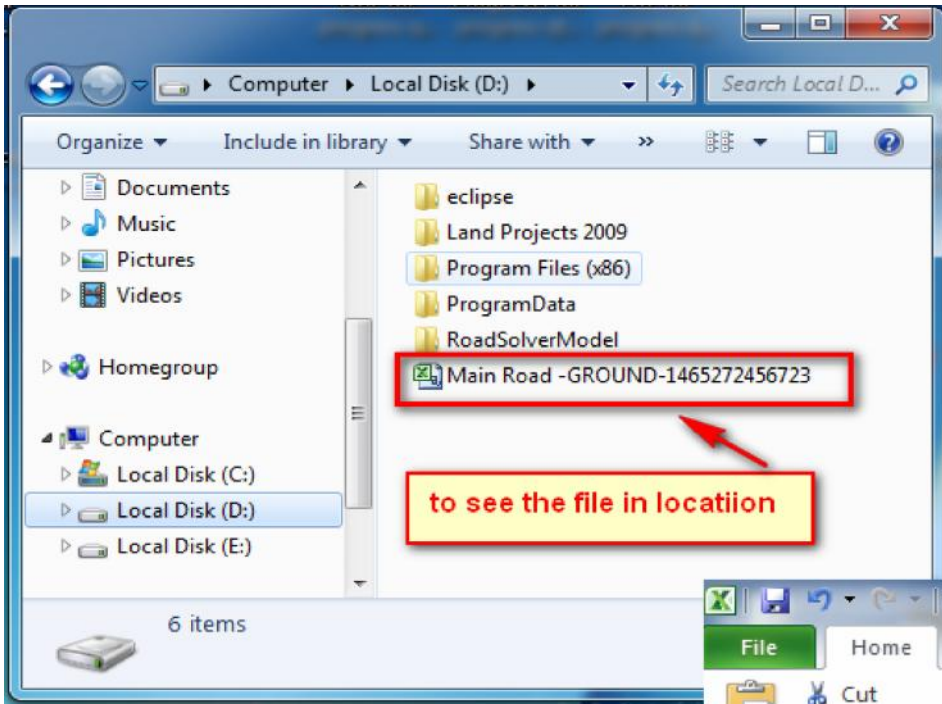 Computer Local Disk (D:)
Search Local D...
Organize Include in library Share with »
Documents
Music
Pictures
Videos
Homegroup
Computer
Local Disk (C:)
Local Disk (D:)
Local Disk (E:)
eclipse
Land Projects 2009
Program Files (x86)
ProgramData
RoadSolverModel
Main Road -GROUND-1465272456723
to see the file in locatiion
6 items
File Home
Cut